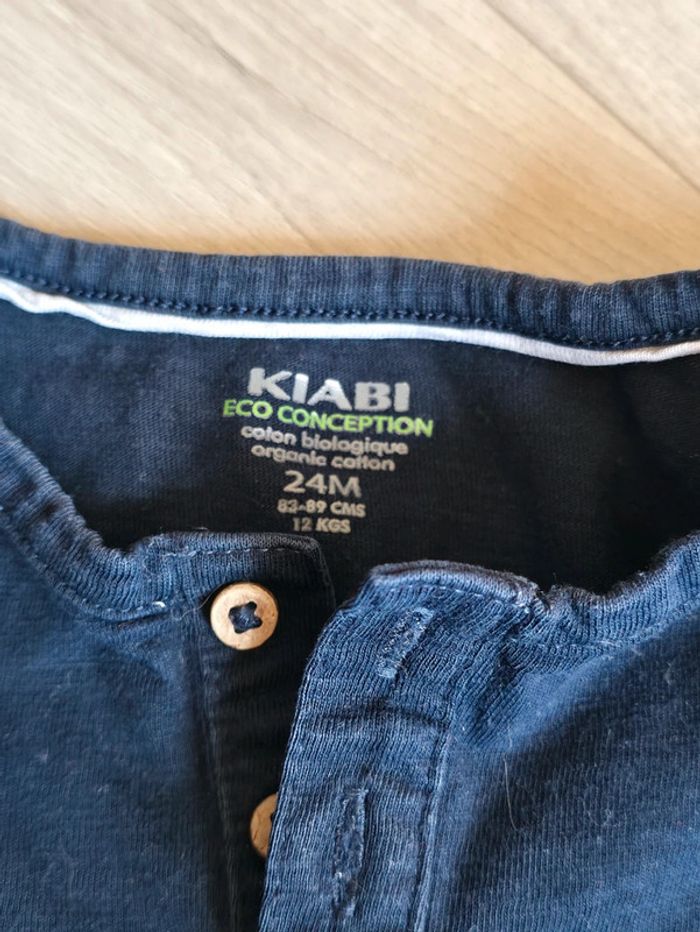 KIABI
ECO CONCEPTION
coton biologique
organic cotton
24M
83-89 CMS
12 KGS